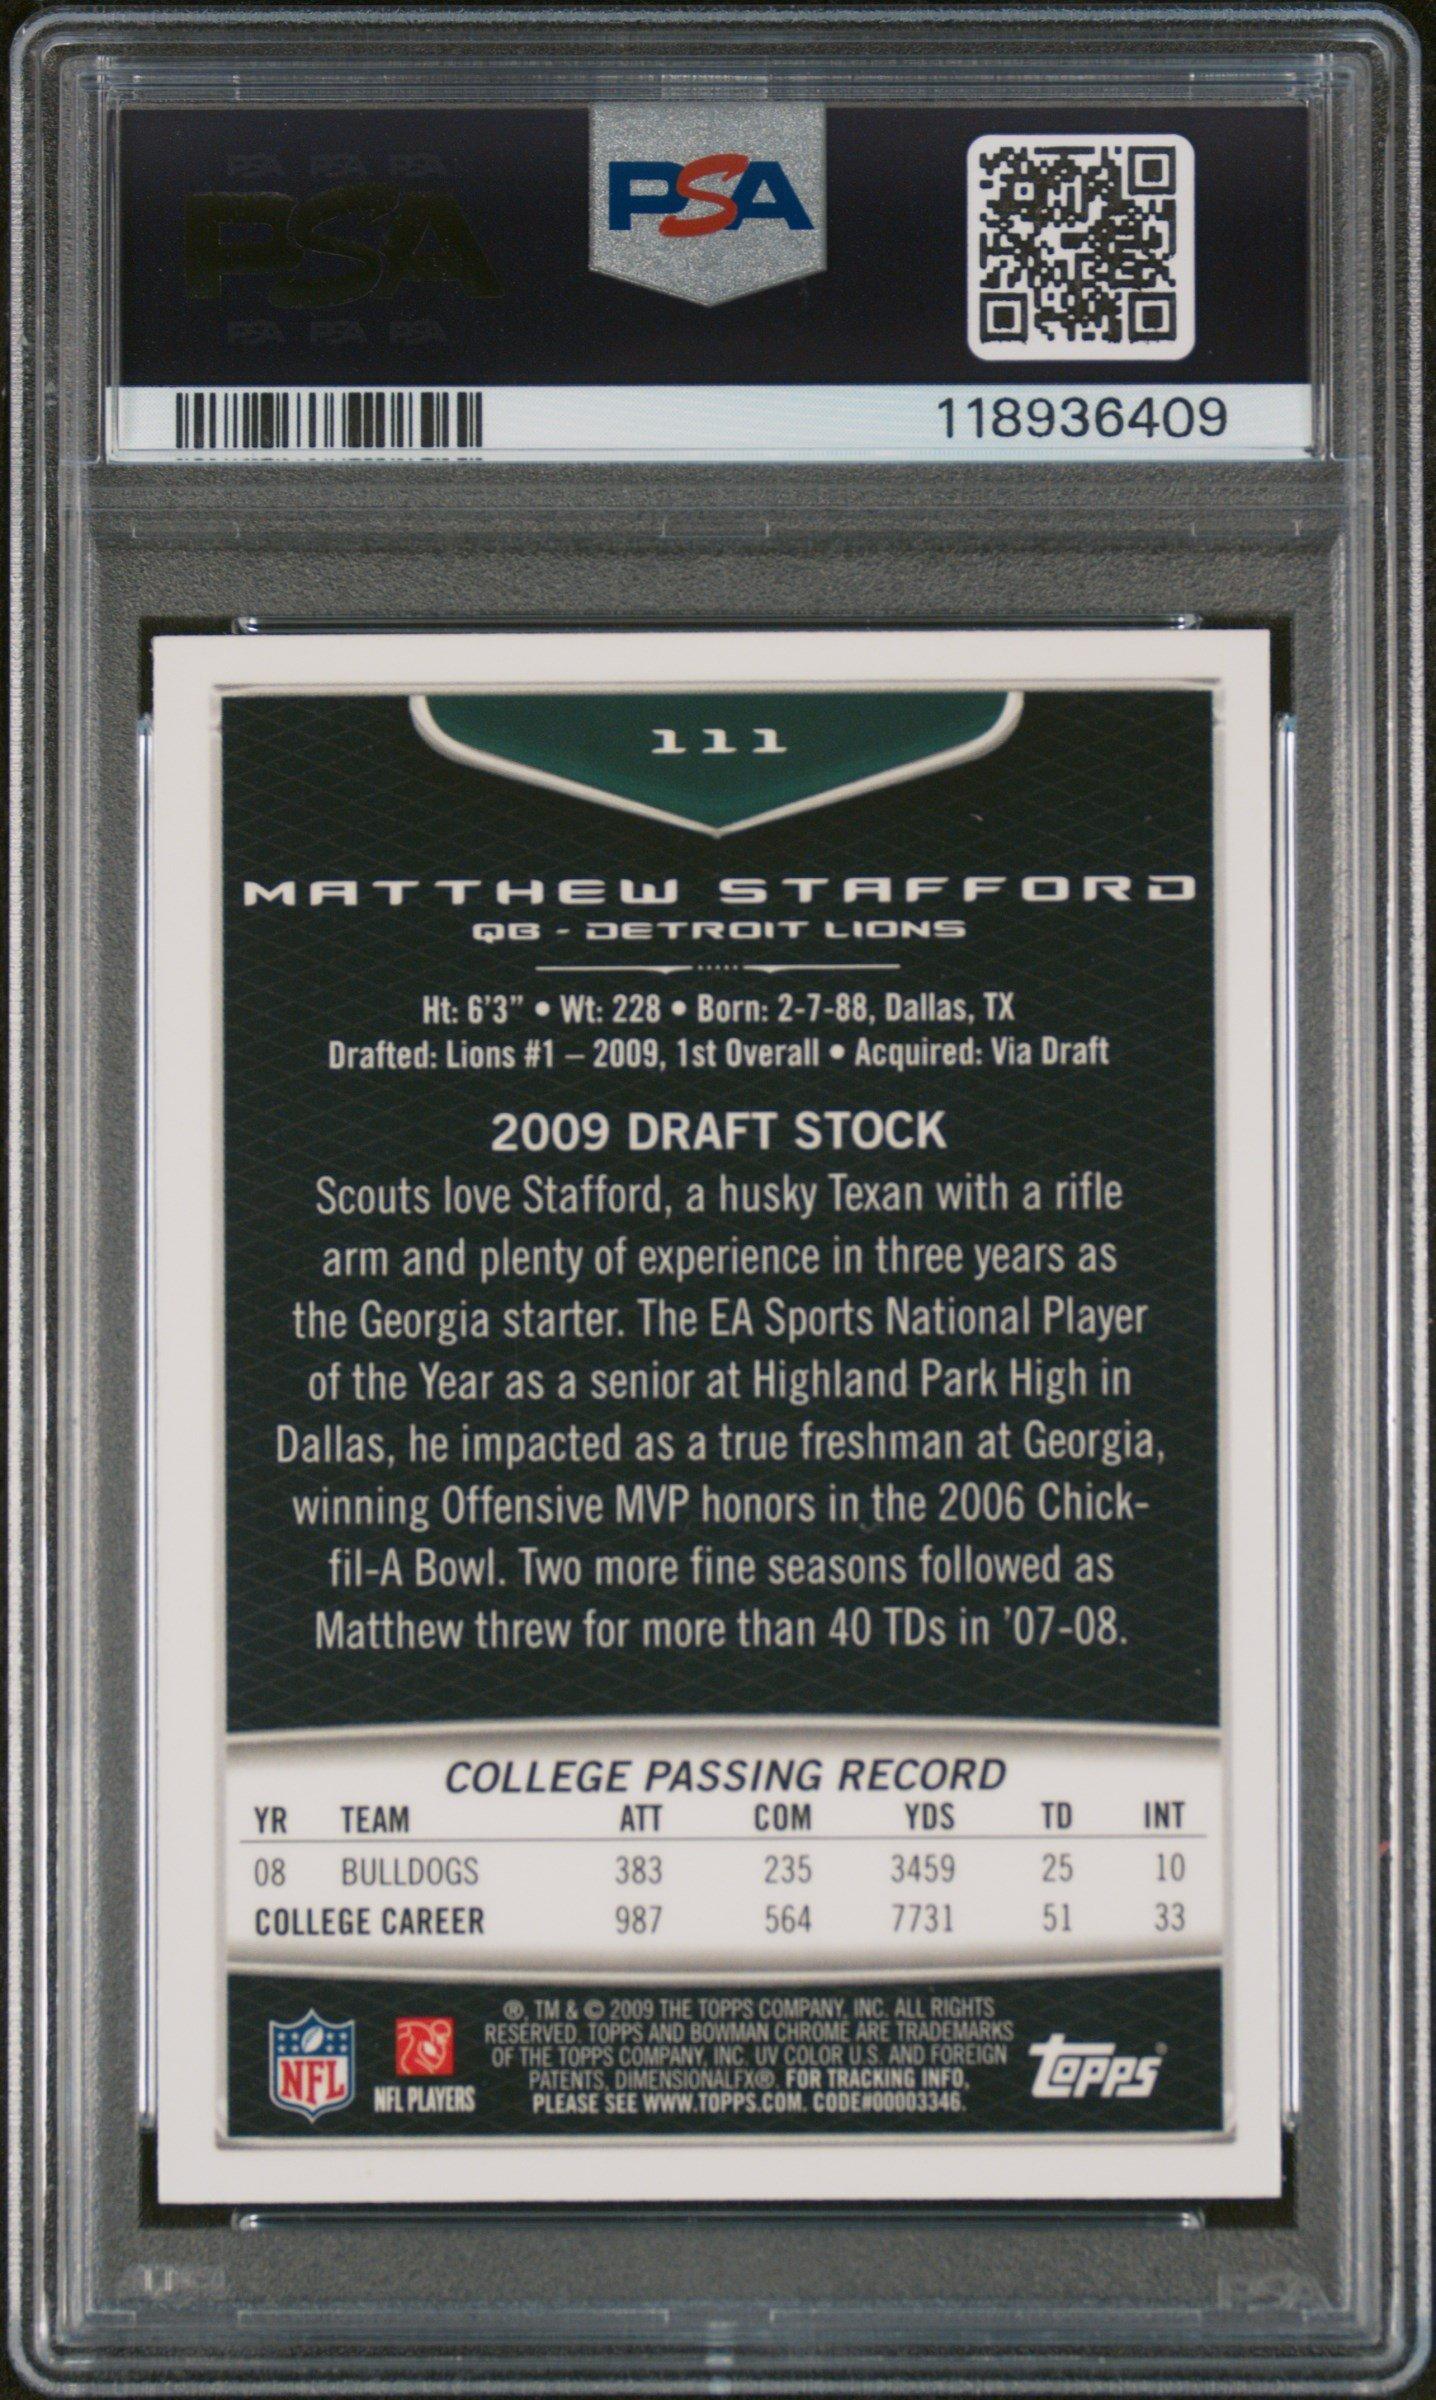 PSA PSA PSA
PSA
PSA PSA PSA
PSA
118936409
111
MATTHEW STAFFORD
QB - DETROIT LIONS
Ht: 6'3" • Wt: 228 • Born: 2-7-88, Dallas, TX
Drafted: Lions #1 – 2009, 1st Overall • Acquired: Via Draft
2009 DRAFT STOCK
Scouts love Stafford, a husky Texan with a rifle
arm and plenty of experience in three years as
the Georgia starter. The EA Sports National Player
of the Year as a senior at Highland Park High in
Dallas, he impacted as a true freshman at Georgia,
winning Offensive MVP honors in the 2006 Chick-
fil-A Bowl. Two more fine seasons followed as
Matthew threw for more than 40 TDs in '07-08.
COLLEGE PASSING RECORD
YR TEAM ATT COM YDS TD INT
08 BULLDOGS 383 235 3459 25 10
COLLEGE CAREER 987 564 7731 51 33
NFL
NFL PLAYERS
®, TM & © 2009 THE TOPPS COMPANY, INC. ALL RIGHTS
RESERVED. TOPPS AND BOWMAN CHROME ARE TRADEMARKS
OF THE TOPPS COMPANY, INC. UV COLOR U.S. AND FOREIGN
PATENTS, DIMENSIONALFX®. FOR TRACKING INFO,
PLEASE SEE WWW.TOPPS.COM. CODE#00003346.
topps®
PSA